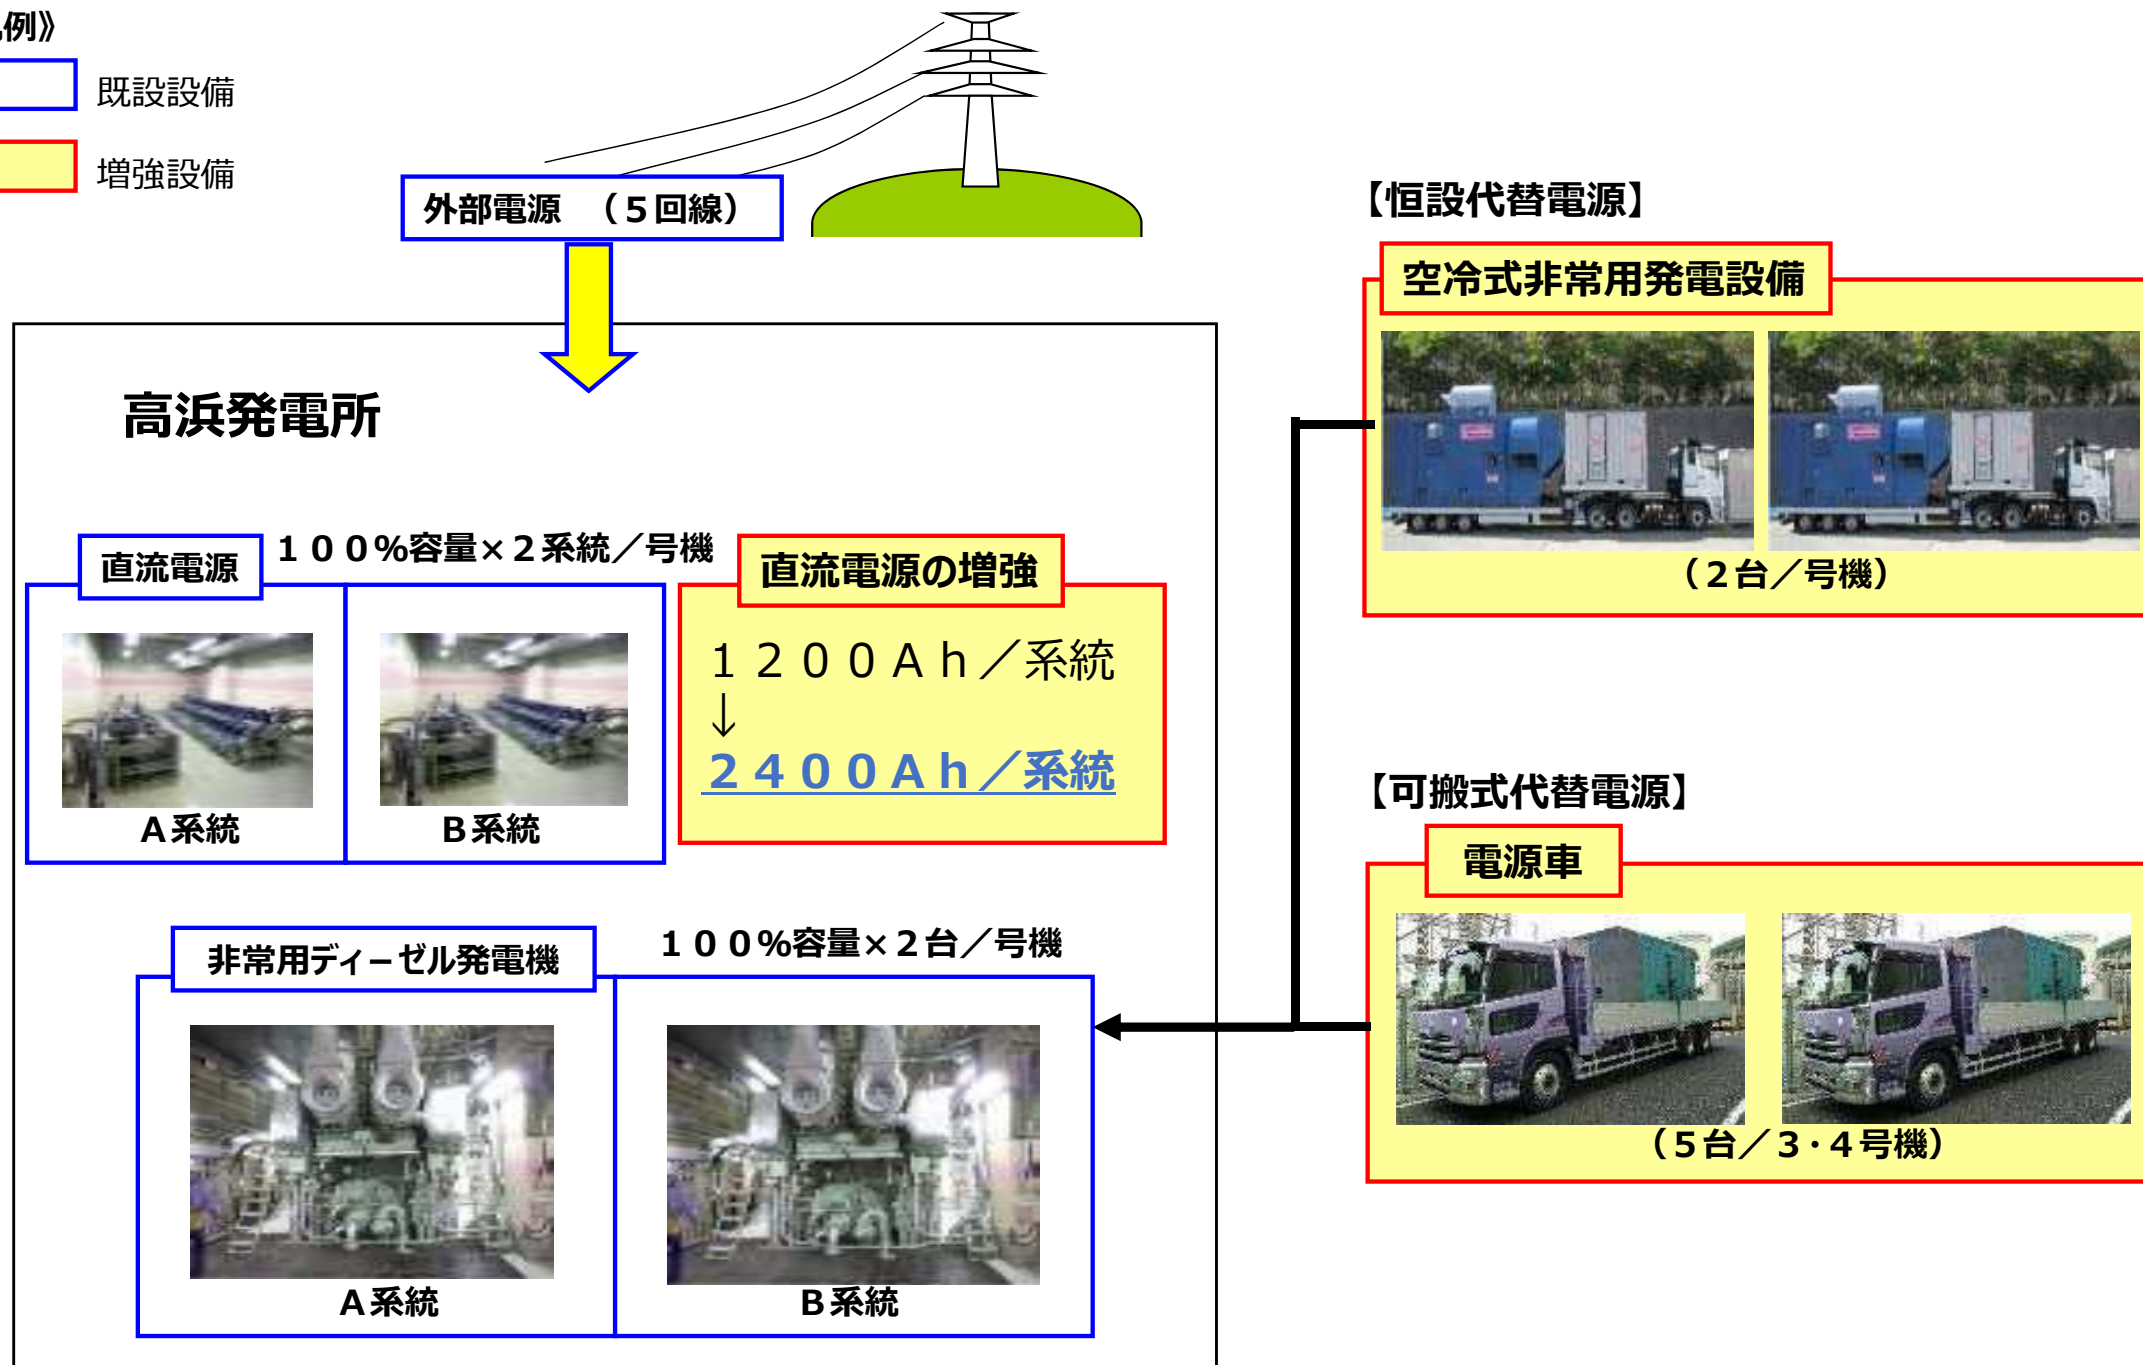 例》
既設設備
増強設備
外部電源 （５回線）
高浜発電所
直流電源
１００％容量×２系統／号機
直流電源の増強
１２００Ａｈ／系統
↓
２４００Ａｈ／系統
Ａ系統
Ｂ系統
非常用ディーゼル発電機
１００％容量×２台／号機
Ａ系統
Ｂ系統
【恒設代替電源】
空冷式非常用発電設備
（２台／号機）
【可搬式代替電源】
電源車
（５台／３・４号機）